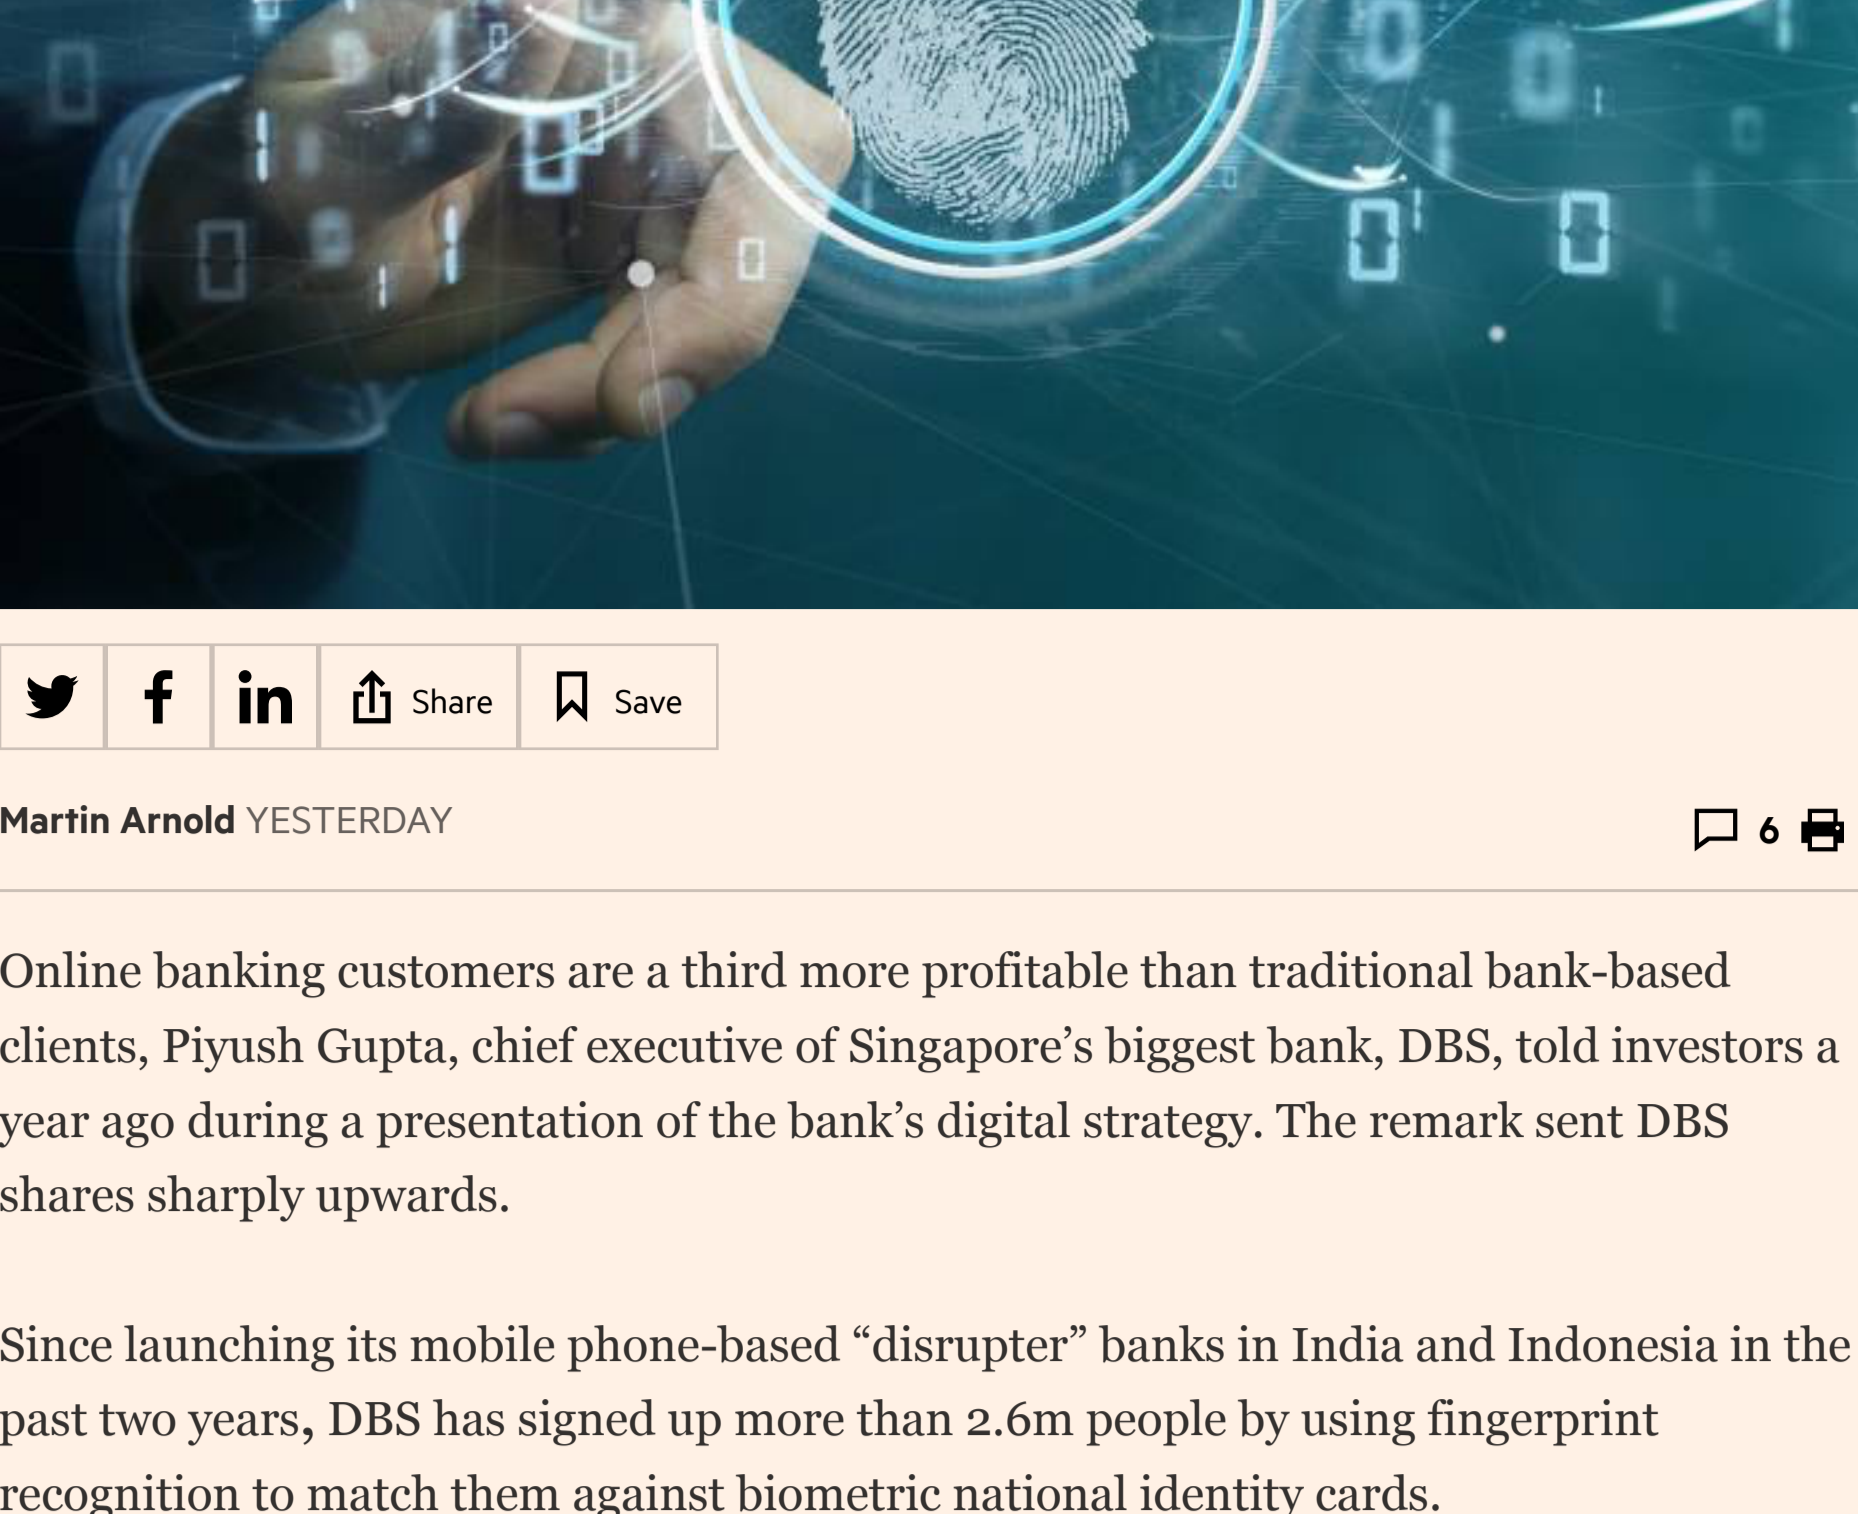 Share Save
Martin Arnold YESTERDAY 6
Online banking customers are a third more profitable than traditional bank-based
clients, Piyush Gupta, chief executive of Singapore’s biggest bank, DBS, told investors a
year ago during a presentation of the bank’s digital strategy. The remark sent DBS
shares sharply upwards.
Since launching its mobile phone-based “disrupter” banks in India and Indonesia in the
past two years, DBS has signed up more than 2.6m people by using fingerprint
recognition to match them against biometric national identity cards.